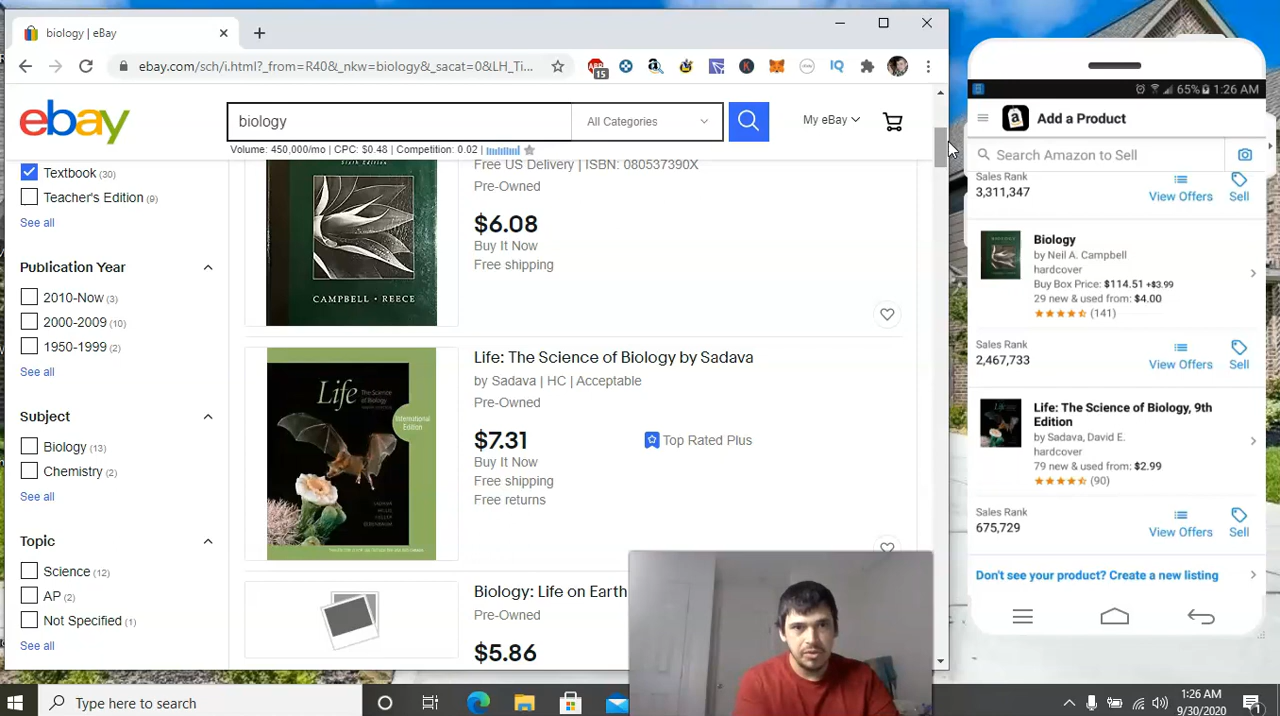 biology | eBay
ebay.com/sch/i.html?_from=R40&_nkw=biology&_sacat=0&LH_Ti...
15
IQ
ebay
biology
All Categories
My eBay
Volume: 450,000/mo | CPC: $0.48 | Competition: 0.02
Textbook (30)
Teacher's Edition (9)
See all
Publication Year
2010-Now (3)
2000-2009 (10)
1950-1999 (2)
See all
Subject
Biology (13)
Chemistry (2)
See all
Topic
Science (12)
AP (2)
Not Specified (1)
See all
CAMPBELL • REECE
Free US Delivery | ISBN: 080537390X
Pre-Owned
$6.08
Buy It Now
Free shipping
Life
International
Edition
Life: The Science of Biology by Sadava
by Sadava | HC | Acceptable
Pre-Owned
$7.31
Top Rated Plus
Buy It Now
Free shipping
Free returns
Biology: Life on Earth
Pre-Owned
$5.86
65% 1:26 AM
Add a Product
Search Amazon to Sell
Sales Rank
3,311,347
View Offers
Sell
Biology
by Neil A. Campbell
hardcover
Buy Box Price: $114.51 +$3.99
29 new & used from: $4.00
(141)
Sales Rank
2,467,733
View Offers
Sell
Life: The Science of Biology, 9th
Edition
by Sadava, David E.
hardcover
79 new & used from: $2.99
(90)
Sales Rank
675,729
View Offers
Sell
Don't see your product? Create a new listing
Type here to search
1:26 AM
9/30/2020
1